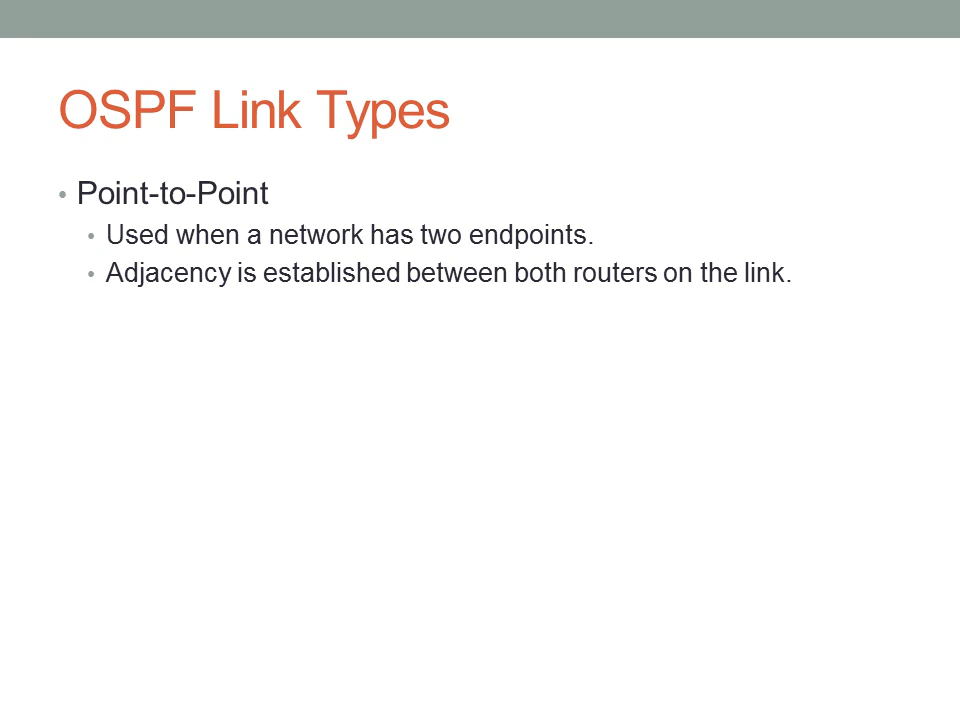 OSPF Link Types
• Point-to-Point
• Used when a network has two endpoints.
• Adjacency is established between both routers on the link.